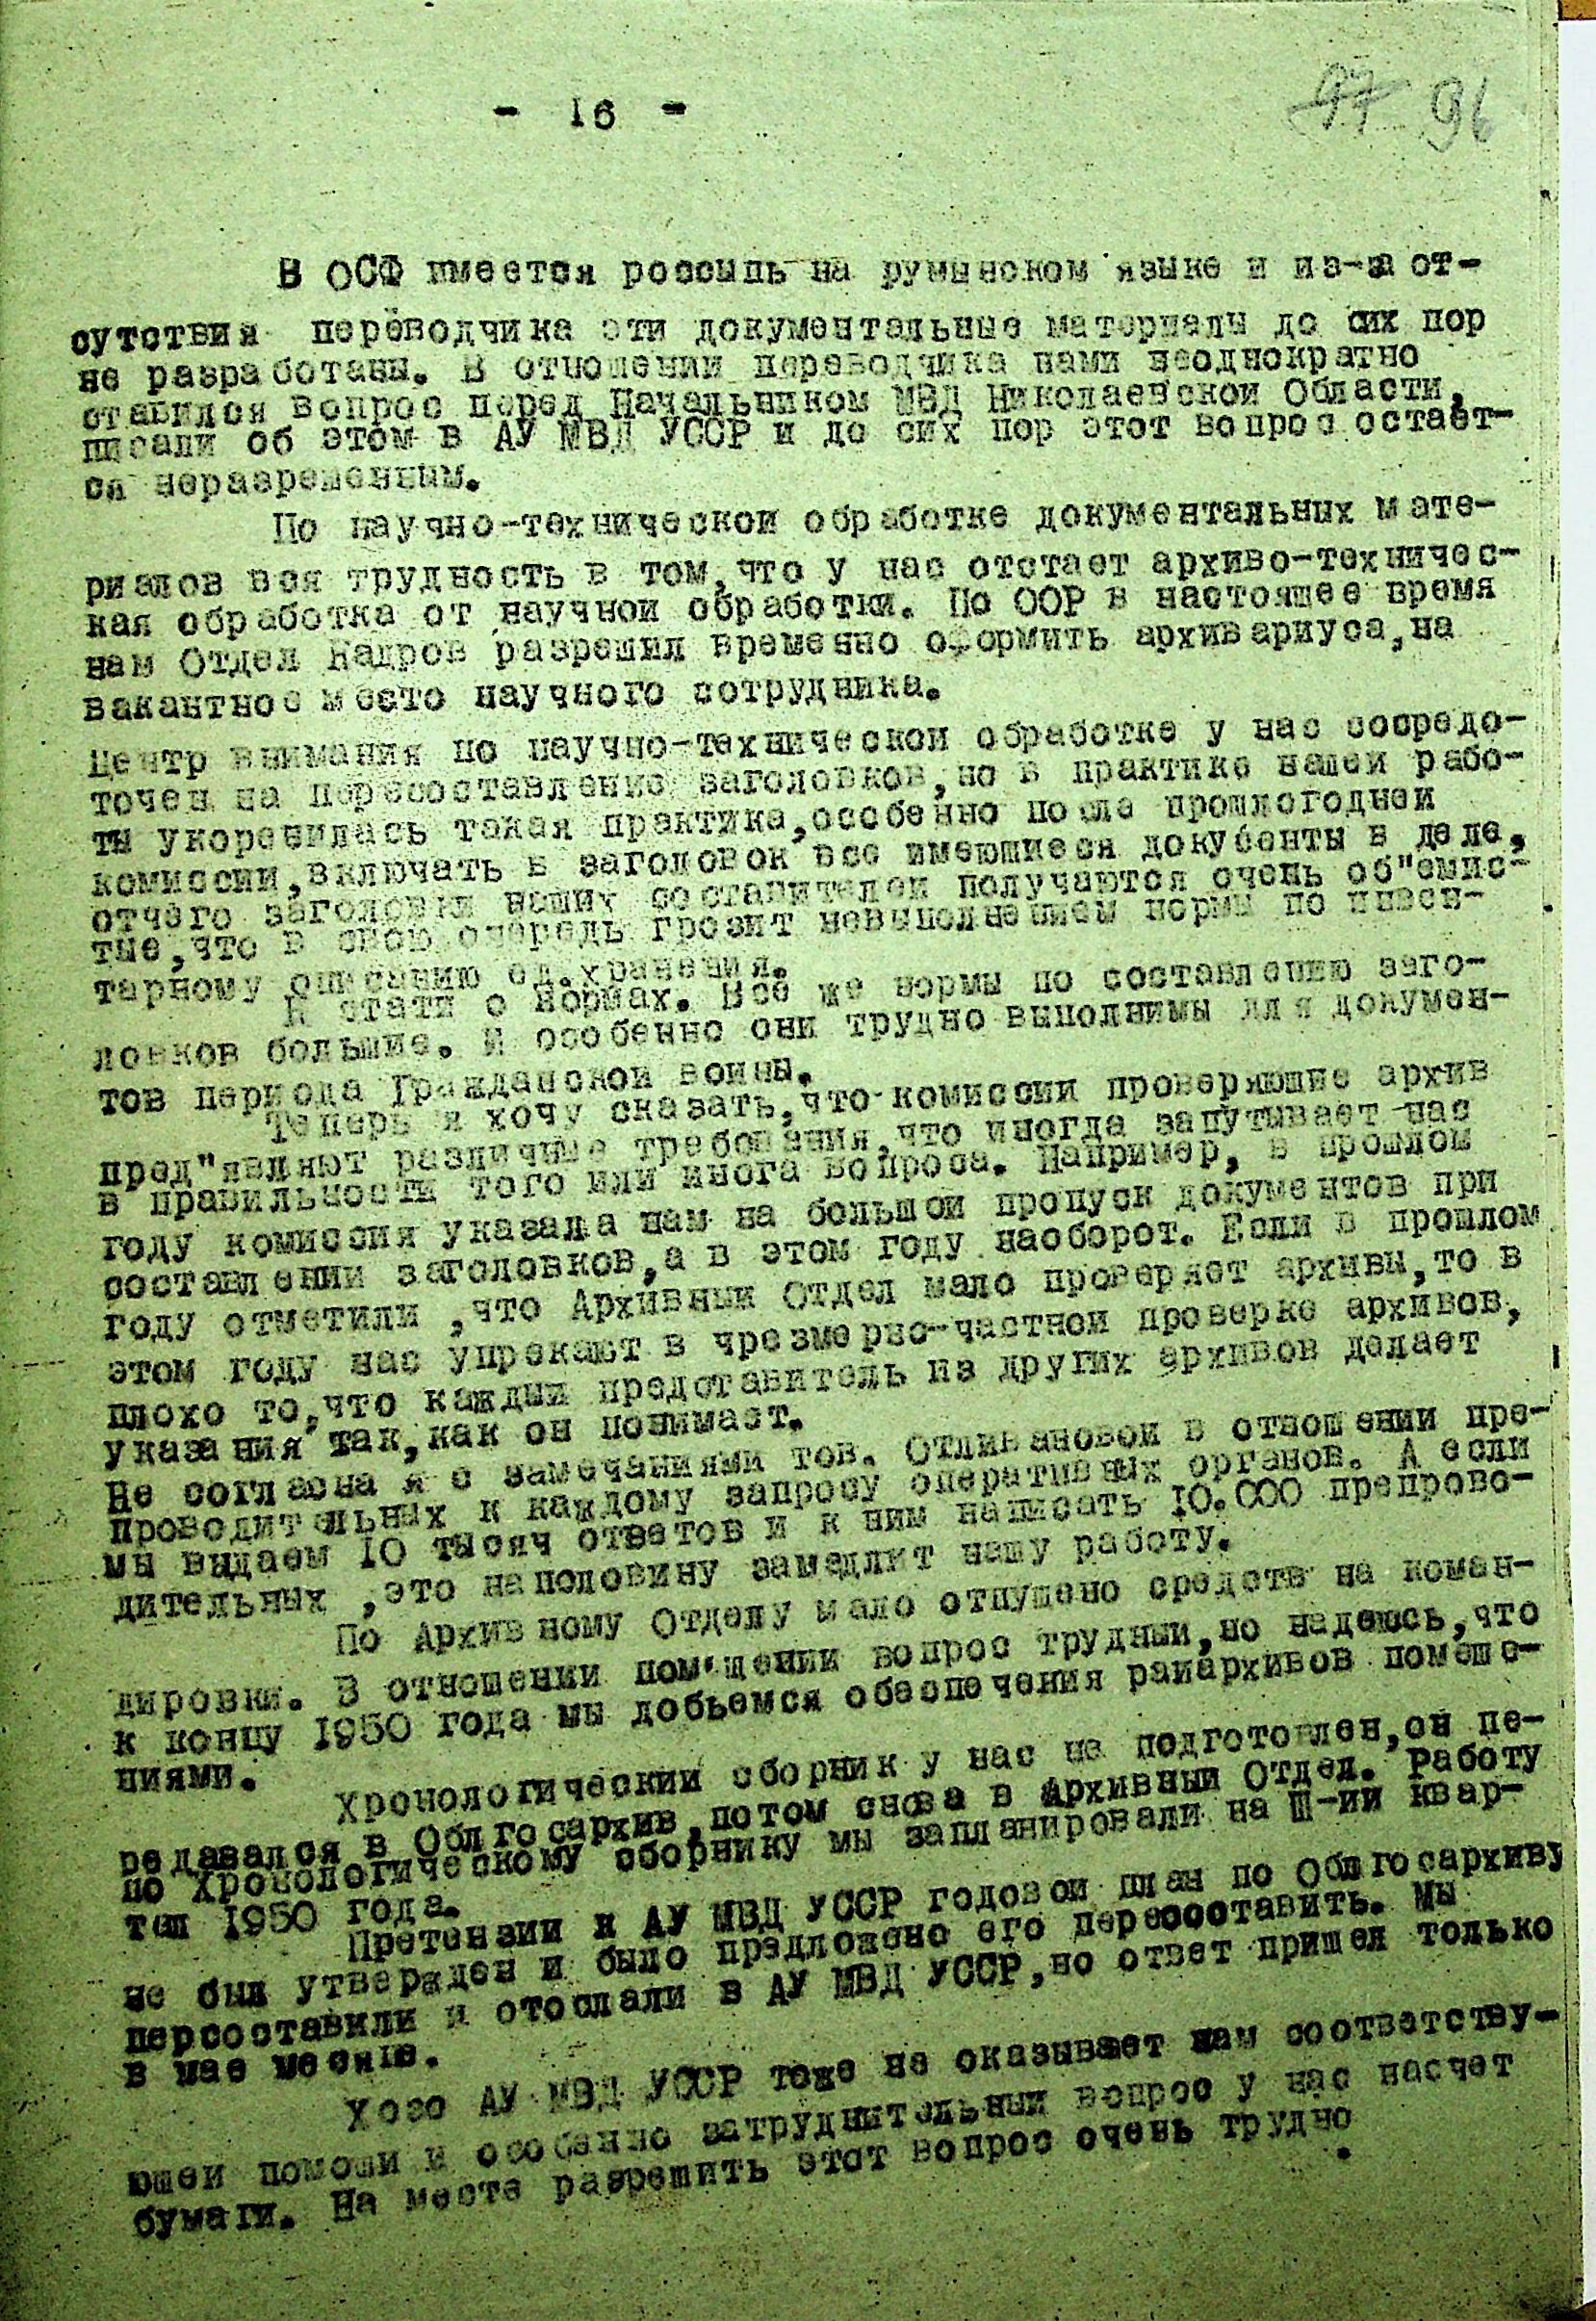 - 16 -
97 96
В ОСФ имеется россыпь на румынском языке и из-за от-
сутствия переводчика эти документальные материалы до сих пор
не разработаны. В отношении переводчика нами неоднократно
ставился вопрос перед Начальником МВД Николаевской Области,
писали об этом в АУ МВД УССР и до сих пор этот вопрос остает-
ся неразрешенным.
По научно-технической обработке документальных мате-
риалов вся трудность в том,что у нас отстает архиво-техничес-
кая обработка от научной обработки. По ООР в настоящее время
нам Отдел Кадров разрешил временно оформить архивариуса,на
вакантное место научного сотрудника.
Центр внимания по научно-технической обработке у нас сосредо-
точен на пересоставление заголовков,но в практике нашей рабо-
ты укоренилась такая практика,особенно после прошлогодней
комиссии,включать в заголовок все имеющиеся документы в деле,
отчего заголовки наших составителей получаются очень об"емис-
тые,что в свою очередь грозит невыполнением нормы по инвен-
тарному описанию ед.хранения.
К стати о нормах. Все же нормы по составлению заго-
ловков большие. И особенно они трудно выполнимы для докумен-
тов периода Гражданской войны.
Теперь я хочу сказать,что комиссии проверяющие архив
пред"являют различные требования,что иногда запутывает нас
в правильности того или инога вопроса. Например, в прошлом
году комиссия указала нам на большой пропуск документов при
составлении заголовков,а в этом году наоборот. Если в прошлом
году отметили ,что Архивный Отдел мало проверяет архивы,то в
этом году нас упрекают в чрезмерно-частной проверке архивов,
плохо то,что каждый представитель из других архивов делает
указания так,как он понимает.
Не согласна я с замечаниями тов. Отливановой в отношении пре-
проводительных к каждому запросу оперативных органов. А если
мы выдаем 10 тысяч ответов и к ним написать 10.000 препрово-
дительных ,это наполовину замедлит нашу работу.
По Архивному Отделу мало отпущено средств на коман-
дировки. В отношении помещении вопрос трудный,но надеюсь,что
к концу 1950 года мы добьемся обеспечения райархивов помеще-
ниями.
Хронологический сборник у нас не подготовлен,он пе-
редавался в Облгосархив,потом снова в Архивный Отдел. Работу
по Хронологическому сборнику мы запланировали на Ш-ий квар-
тал 1950 года.
Претензии к АУ МВД УССР годовой план по Облгосархиву
не был утвержден и было предложено его пересоставить. Мы
персоставили и отослали в АУ МВД УССР,но ответ пришел только
в мае месяце.
Хозо АУ МВД УССР тоже не оказывает нам соответству-
ющей помощи и особенно затруднительный вопрос у нас насчет
бумаги. На месте разрешить этот вопрос очень трудно.